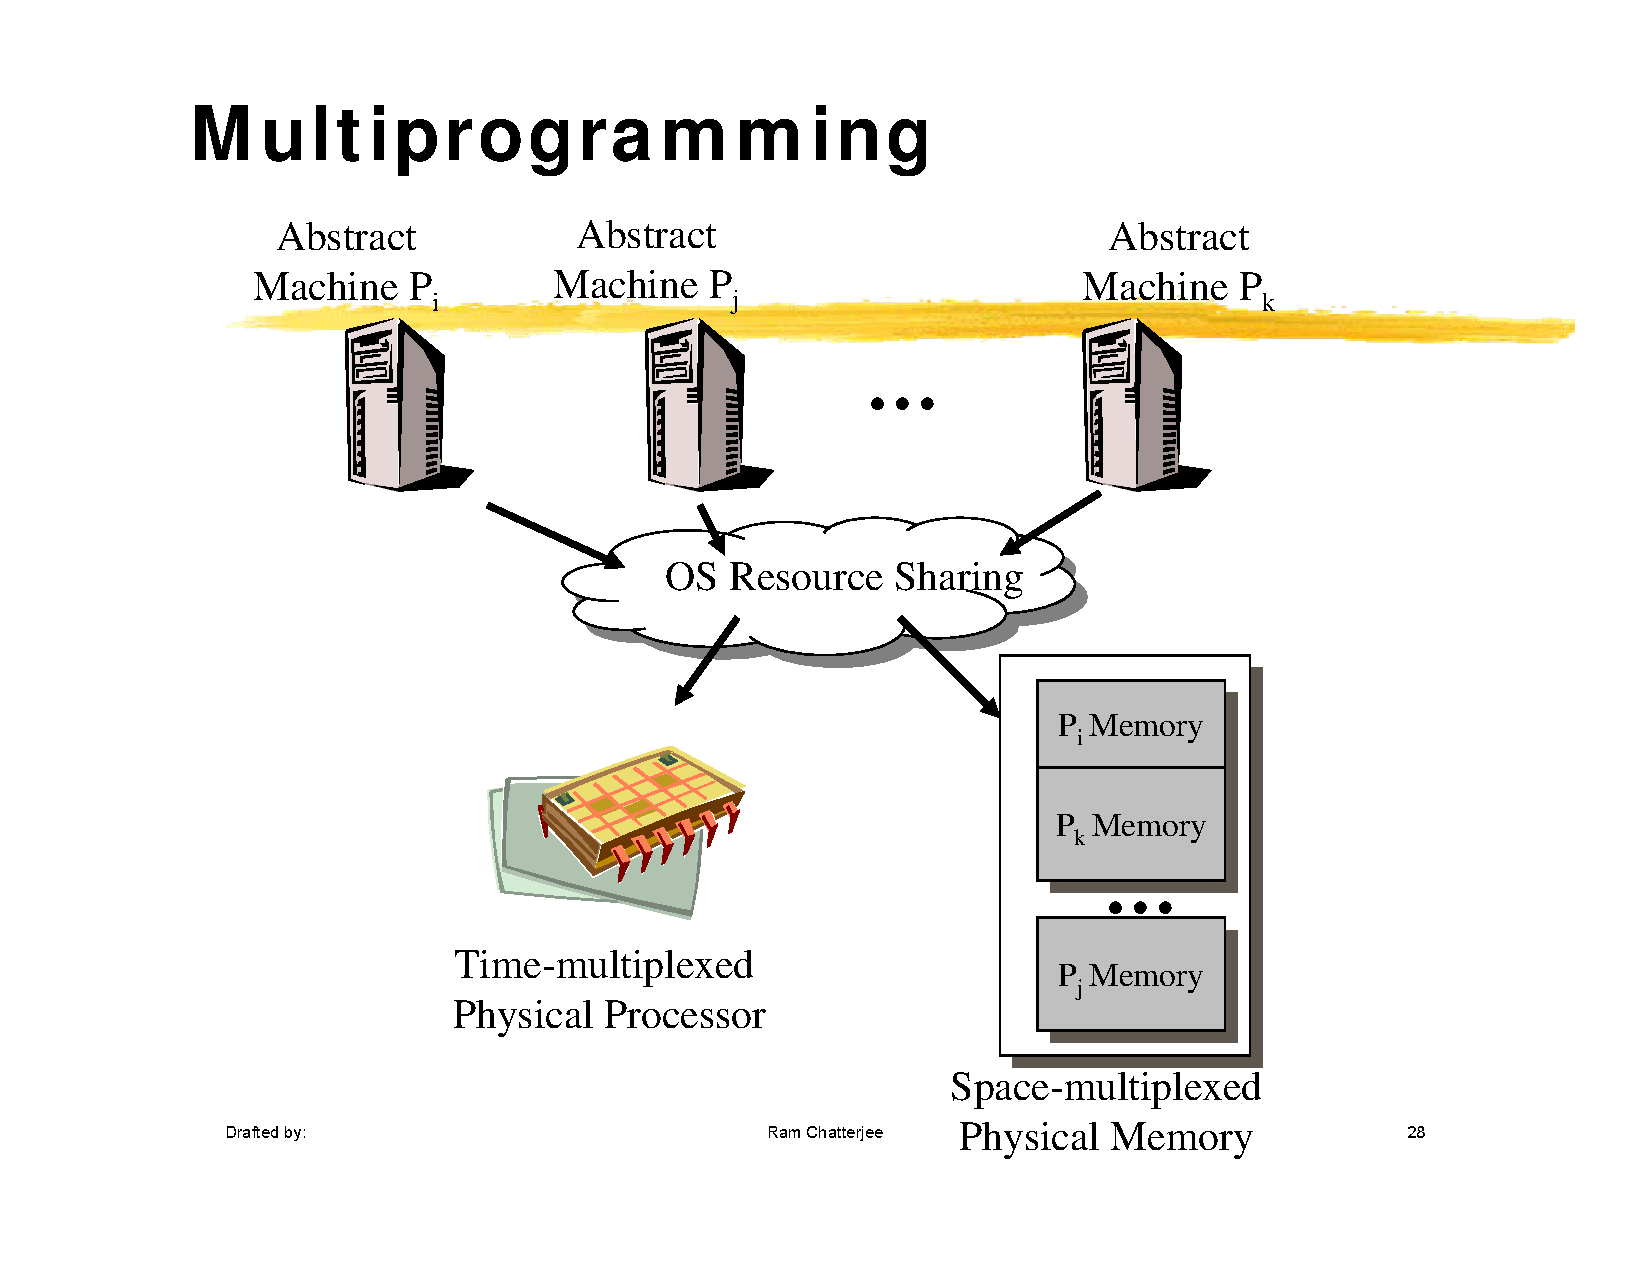 Multiprogramming
Abstract
Machine Pi
Abstract
Machine Pj
Abstract
Machine Pk
•••
OS Resource Sharing
Pi Memory
Pk Memory
•••
Pj Memory
Time-multiplexed
Physical Processor
Space-multiplexed
Physical Memory
Drafted by:
Ram Chatterjee
28